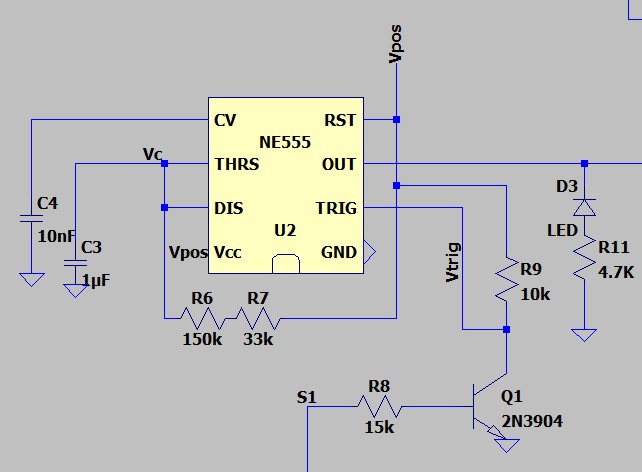 Vpos
CV
RST
NE555
Vc
THRS
OUT
D3
C4
DIS
TRIG
10nF
U2
LED
C3
Vpos
Vcc
GND
Vtrig
R11
1µF
R9
4.7K
10k
R6
R7
150k
33k
R8
S1
Q1
15k
2N3904